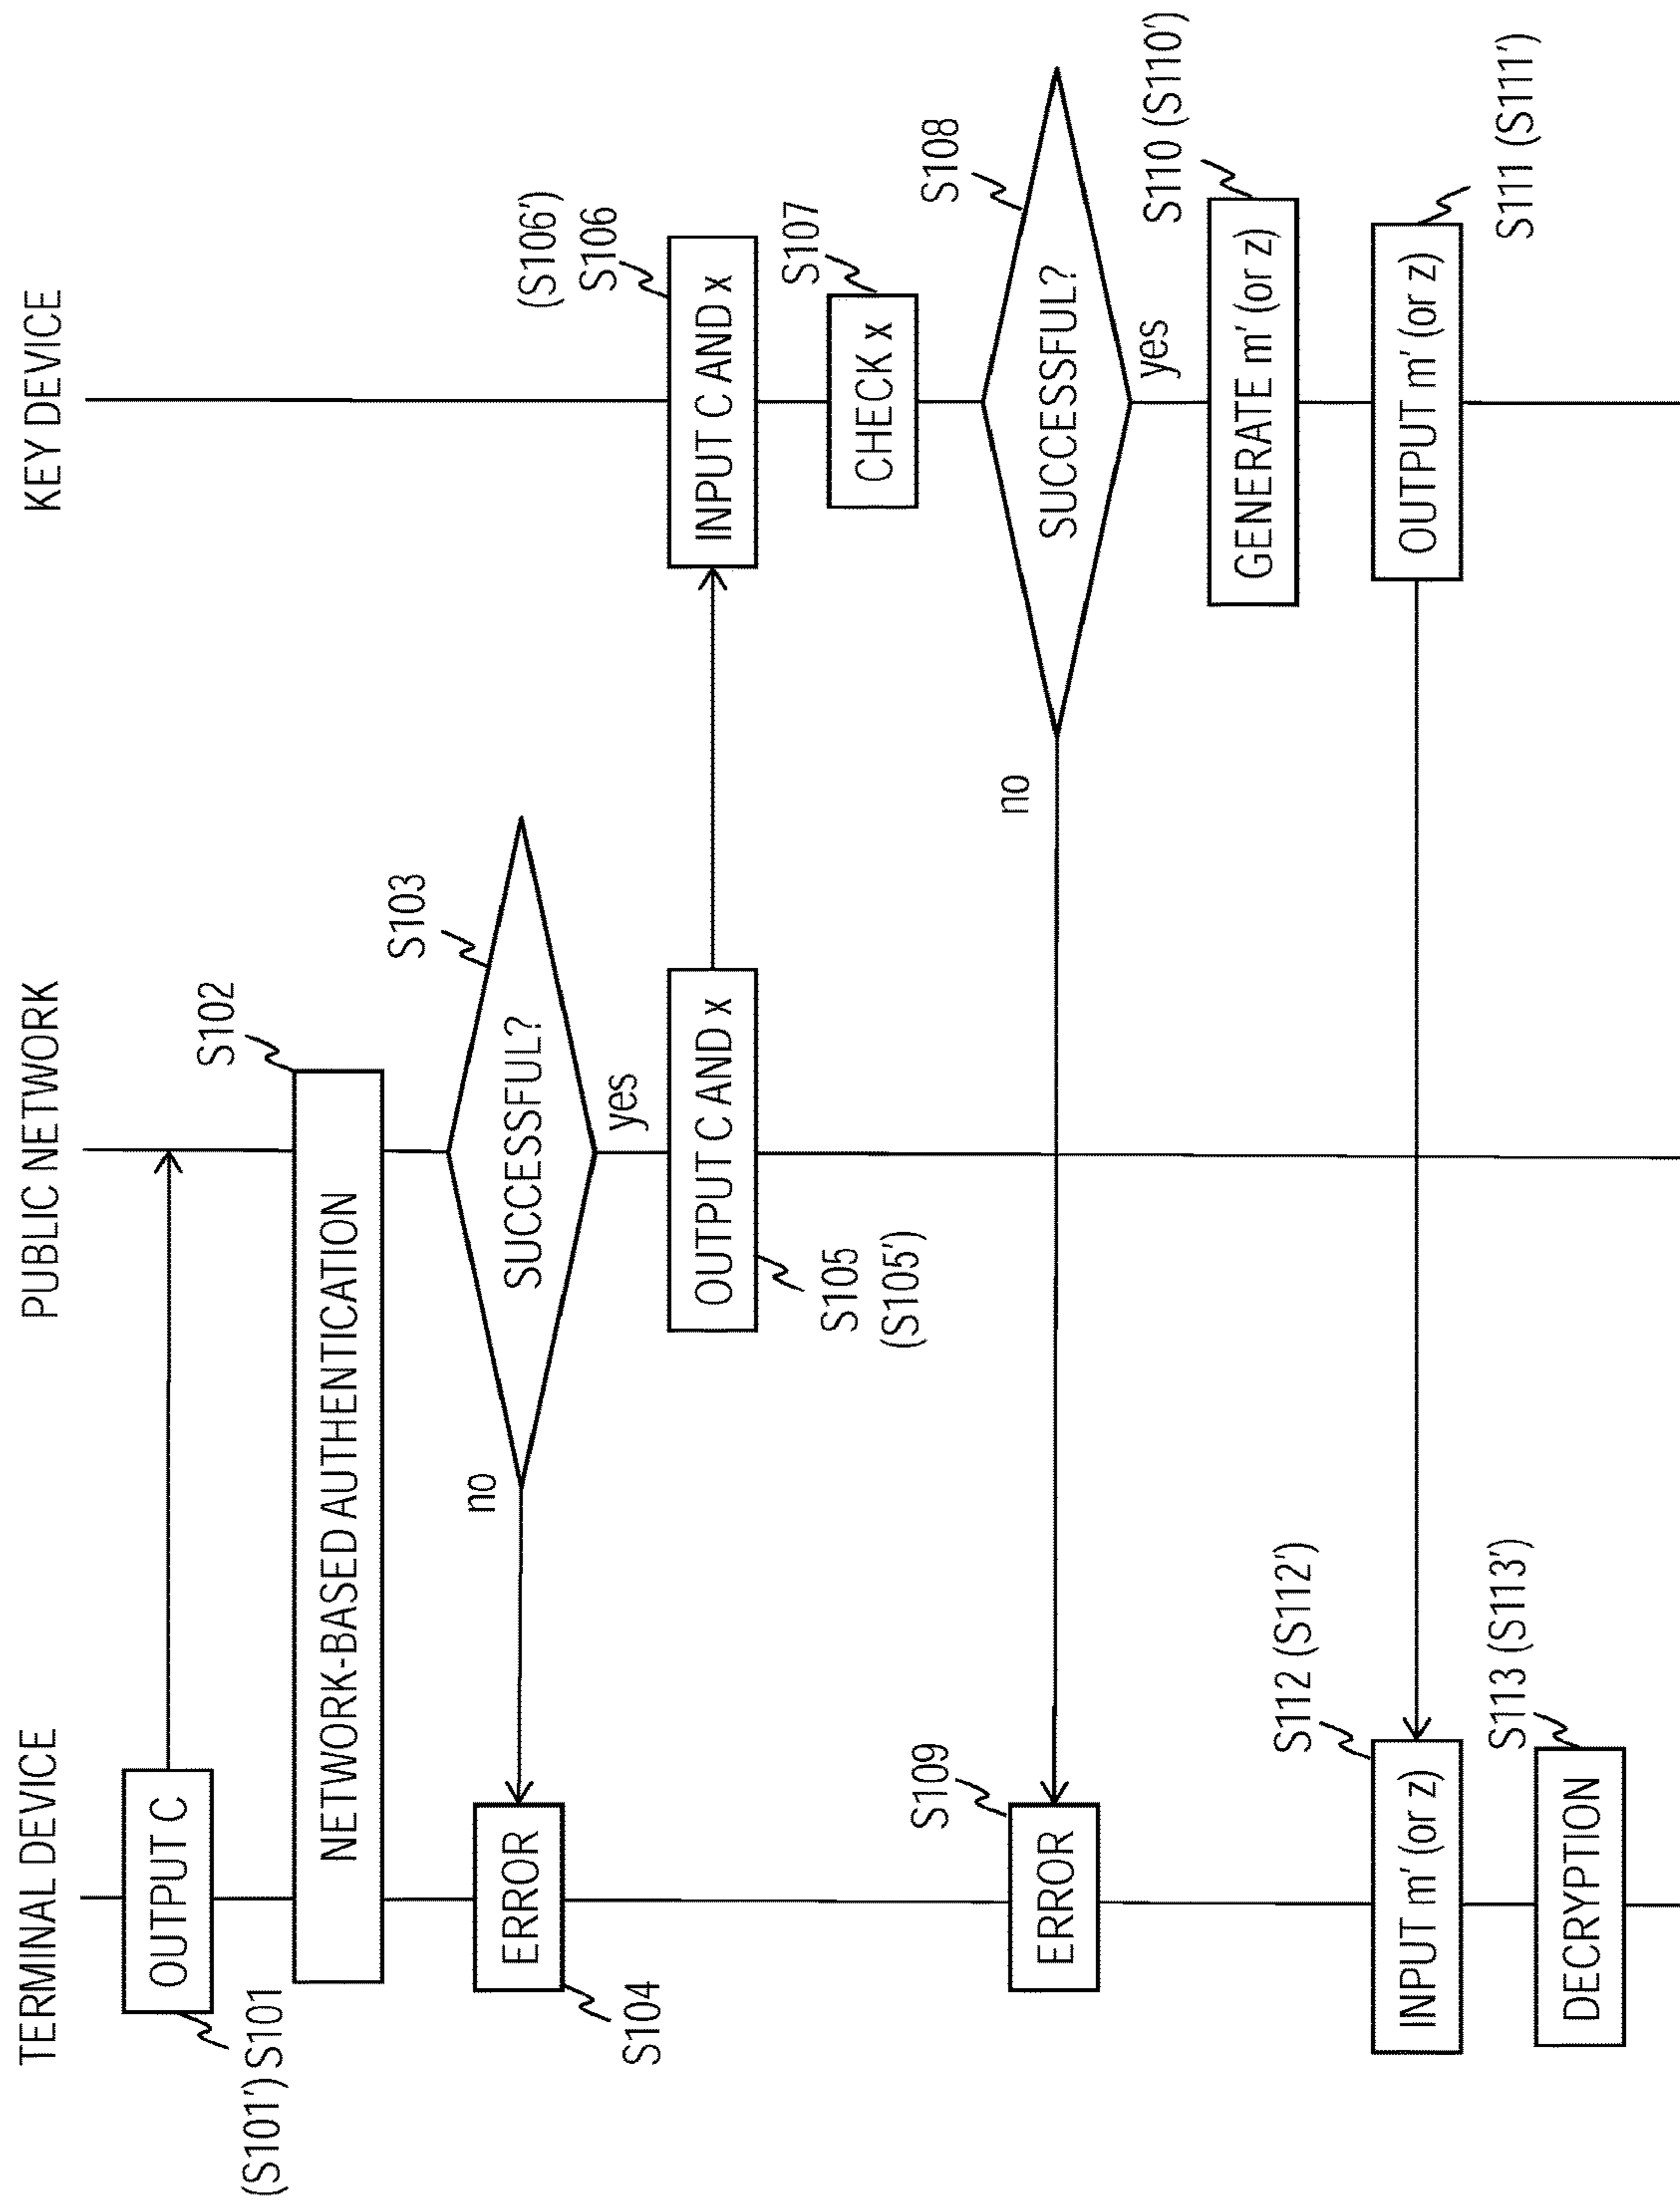 TERMINAL DEVICE
PUBLIC NETWORK
KEY DEVICE
OUTPUT C
(S101') S101
NETWORK-BASED AUTHENTICATION
S102
SUCCESSFUL?
S103
no
yes
ERROR
S104
OUTPUT C AND x
S105
(S105')
INPUT C AND x
(S106')
S106
CHECK x
S107
SUCCESSFUL?
S108
no
yes
ERROR
S109
GENERATE m' (or z)
S110 (S110')
OUTPUT m' (or z)
S111 (S111')
INPUT m' (or z)
S112 (S112')
DECRYPTION
S113 (S113')